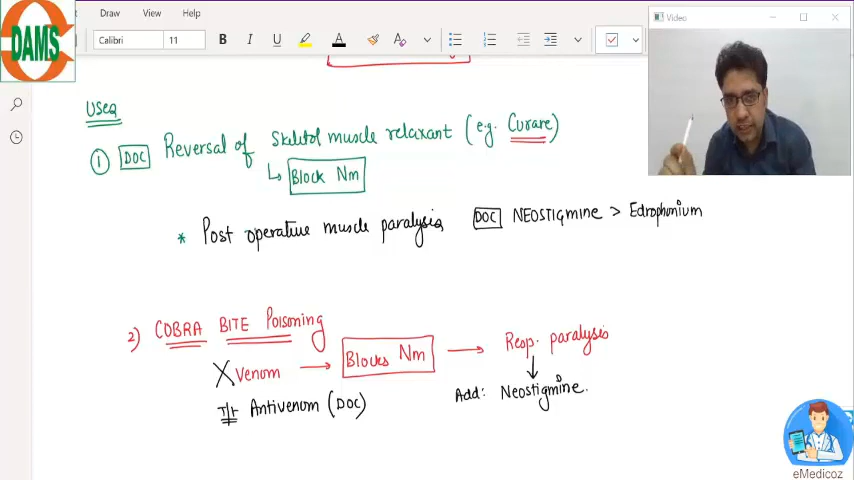 DAMS
Draw View Help
Video
Calibri 11 B I U A
Uses
① DOC Reversal of Skeletol muscle relaxant (e.g. Curare)
↳ Block Nm
* Post operative muscle paralysis DOC NEOSTIGMINE > Edrophonium
2) COBRA BITE Poisoning
Venom → Blocks Nm → Resp. paralysis
T/t Antivenom (DOC) Add: Neostigmine.
eMedicoz